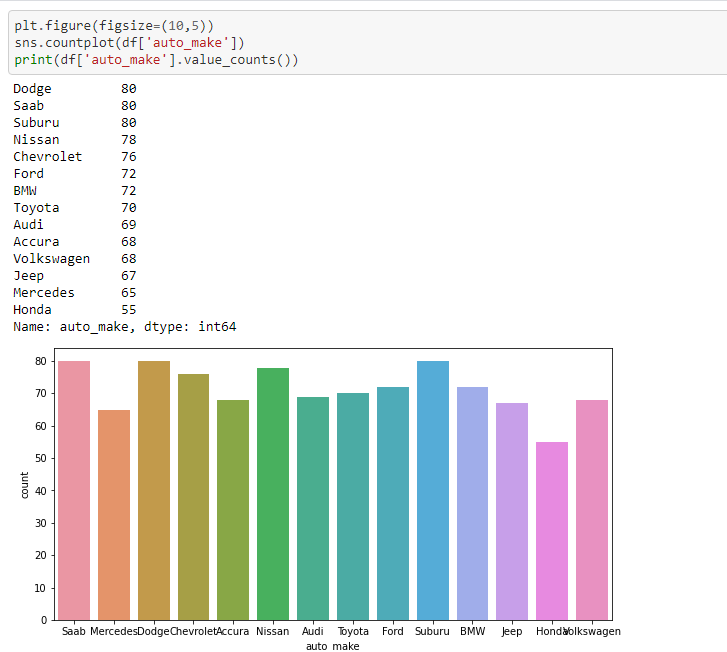 plt.figure(figsize=(10,5))
sns.countplot(df['auto_make'])
print(df['auto_make'].value_counts())
Dodge 80
Saab 80
Suburu 80
Nissan 78
Chevrolet 76
Ford 72
BMW 72
Toyota 70
Audi 69
Accura 68
Volkswagen 68
Jeep 67
Mercedes 65
Honda 55
Name: auto_make, dtype: int64
80
70
60
50
40
30
20
10
0
count
Saab Mercedes Dodge Chevrolet Accura Nissan Audi Toyota Ford Suburu BMW Jeep Honda Volkswagen
auto_make